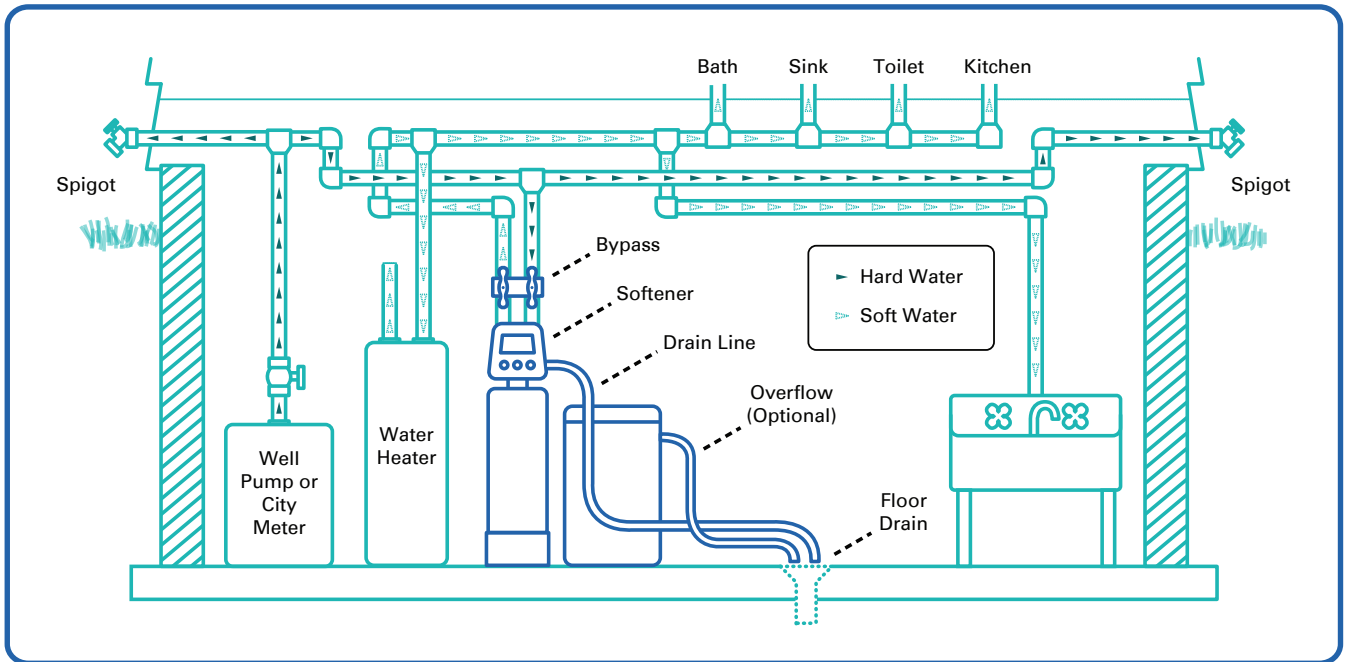 Bath
Sink
Toilet
Kitchen
Spigot
Spigot
Bypass
Softener
Drain Line
Overflow
(Optional)
Hard Water
Soft Water
Well
Pump or
City
Meter
Water
Heater
Floor
Drain